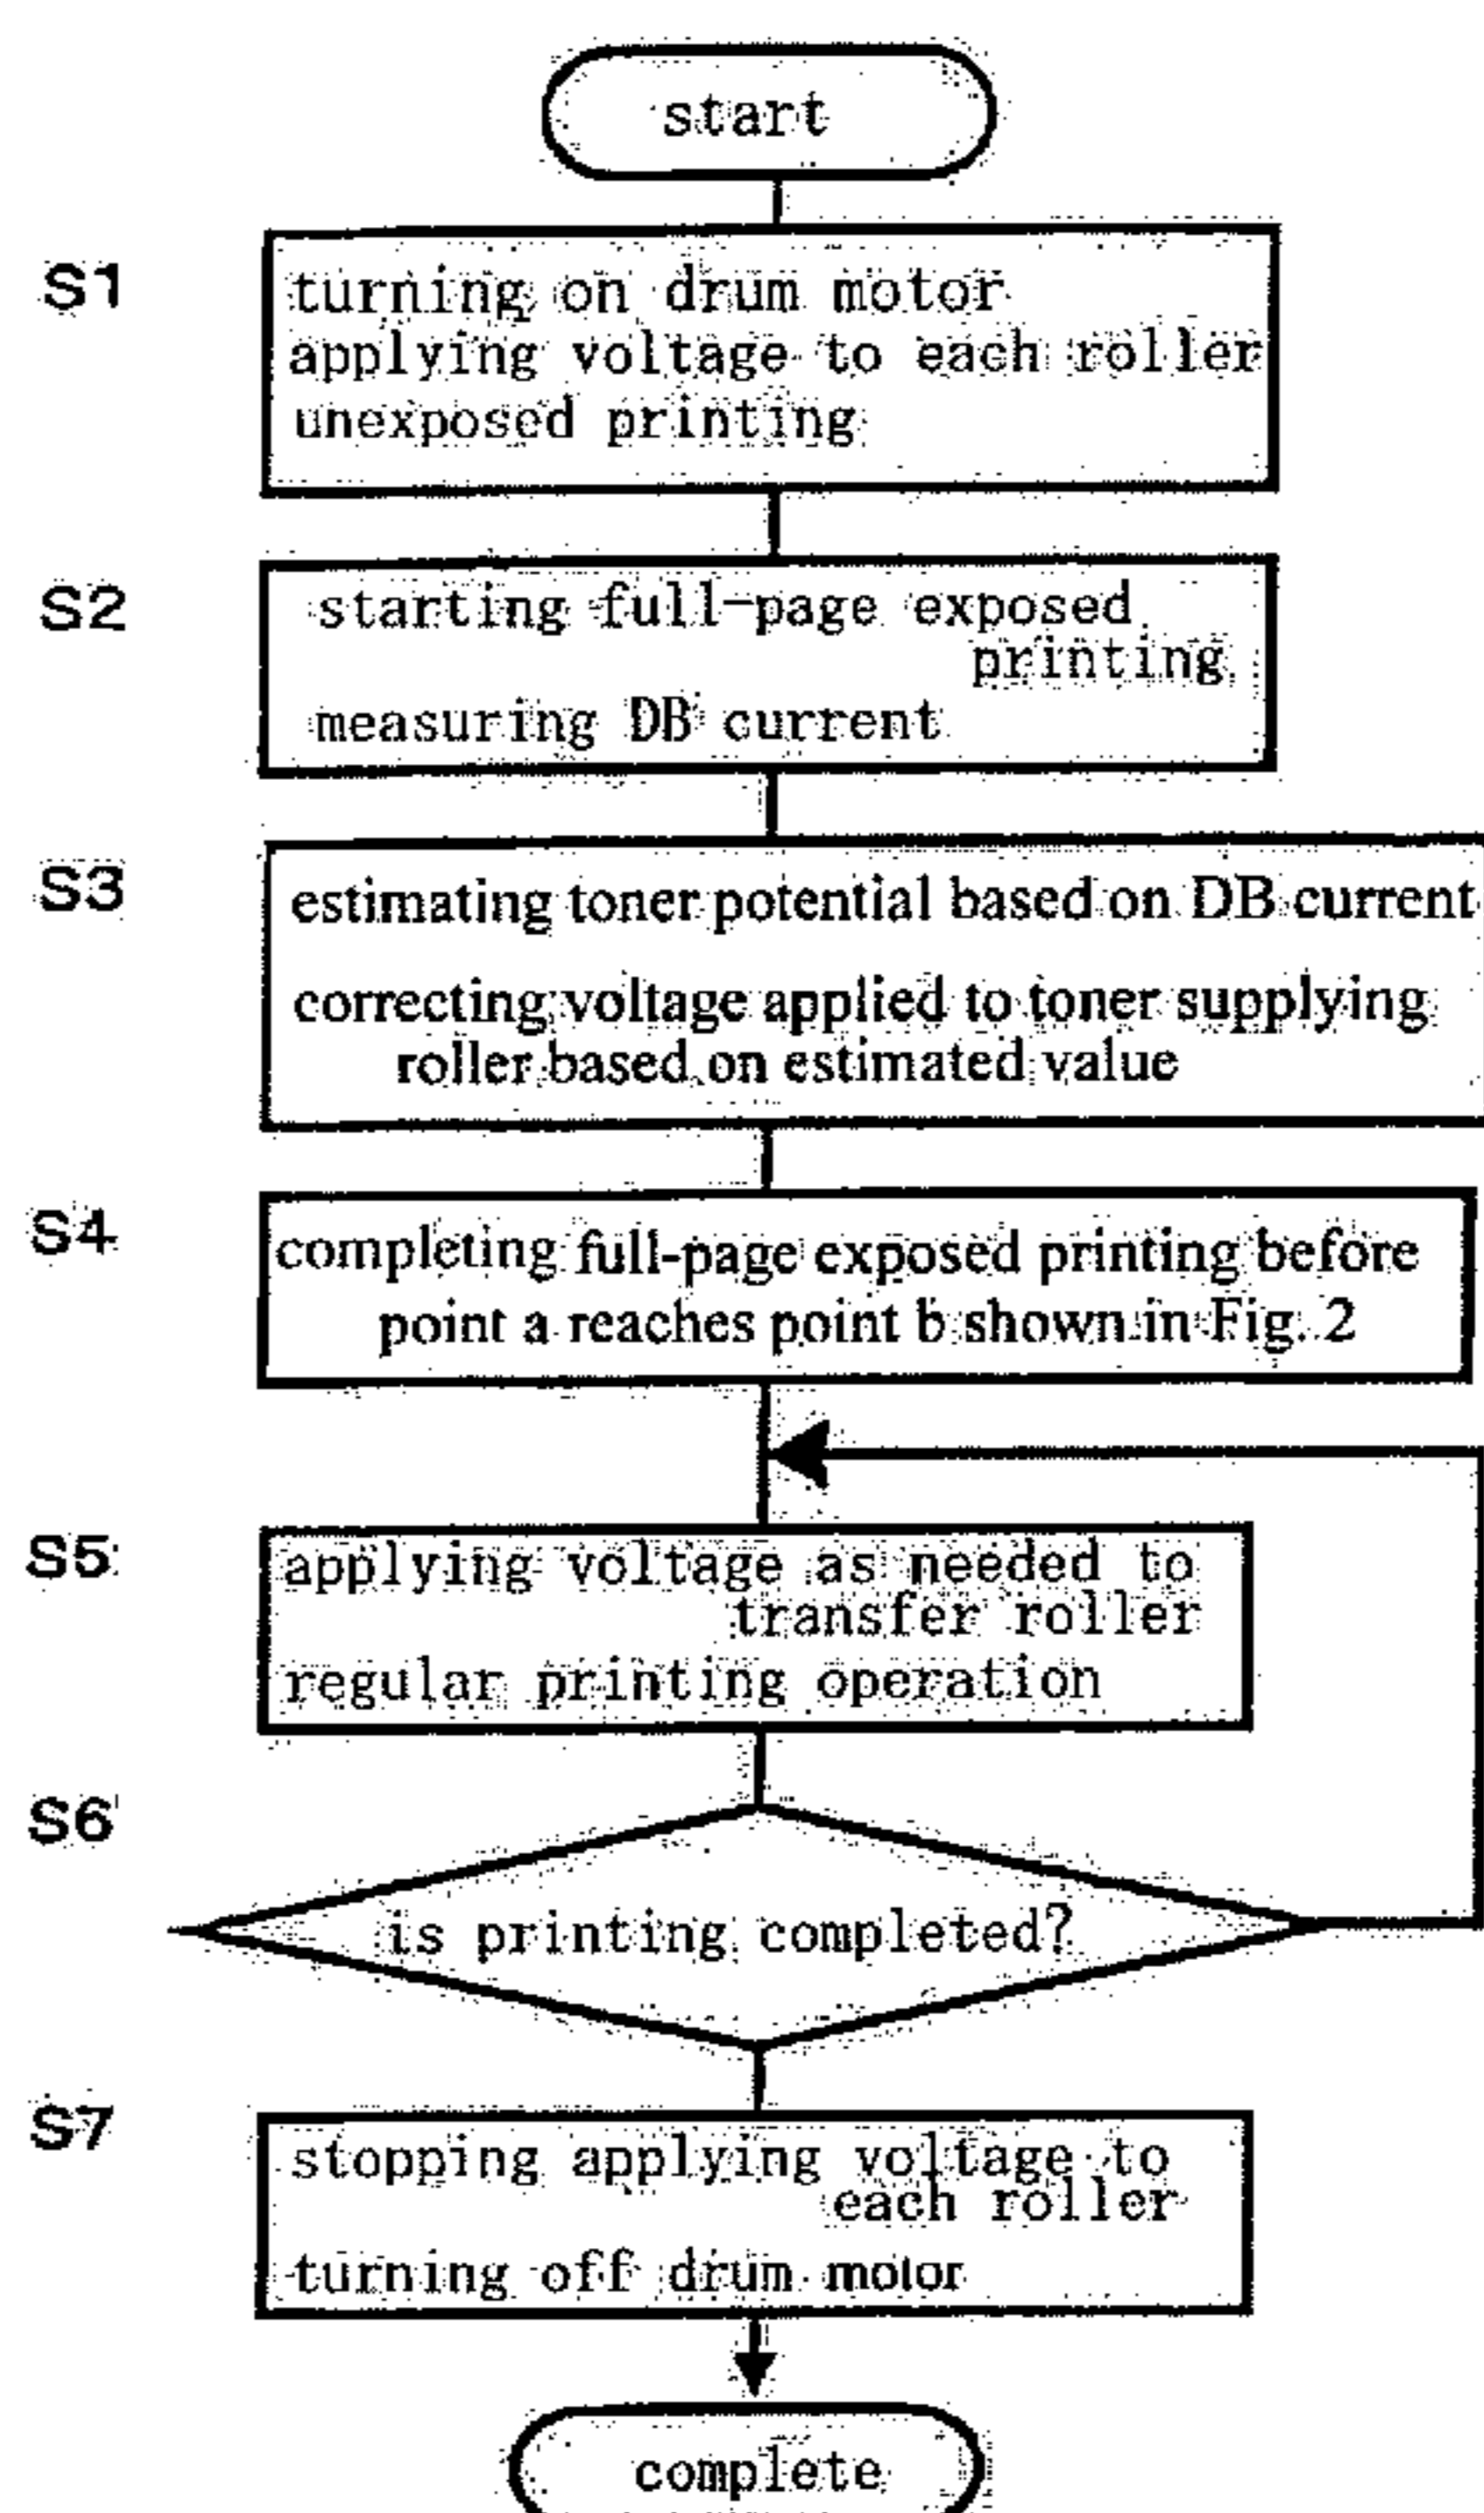 start
S1
turning on drum motor
applying voltage to each roller
unexposed printing
S2
starting full-page exposed
printing
measuring DB current
S3
estimating toner potential based on DB current
correcting voltage applied to toner supplying
roller based on estimated value
S4
completing full-page exposed printing before
point a reaches point b shown in Fig. 2
S5
applying voltage as needed to
transfer roller
regular printing operation
S6
is printing completed?
S7
stopping applying voltage to
each roller
turning off drum motor
complete